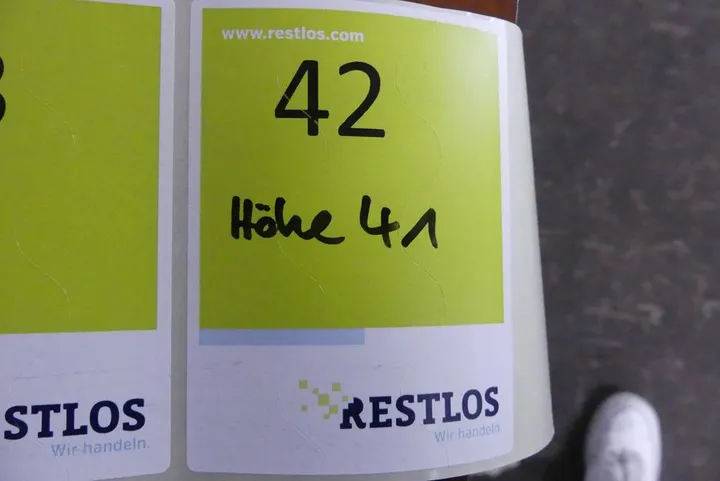 www.restlos.com
42
Höhe 41
RESTLOS
Wir handeln.
STLOS
Wir handeln.